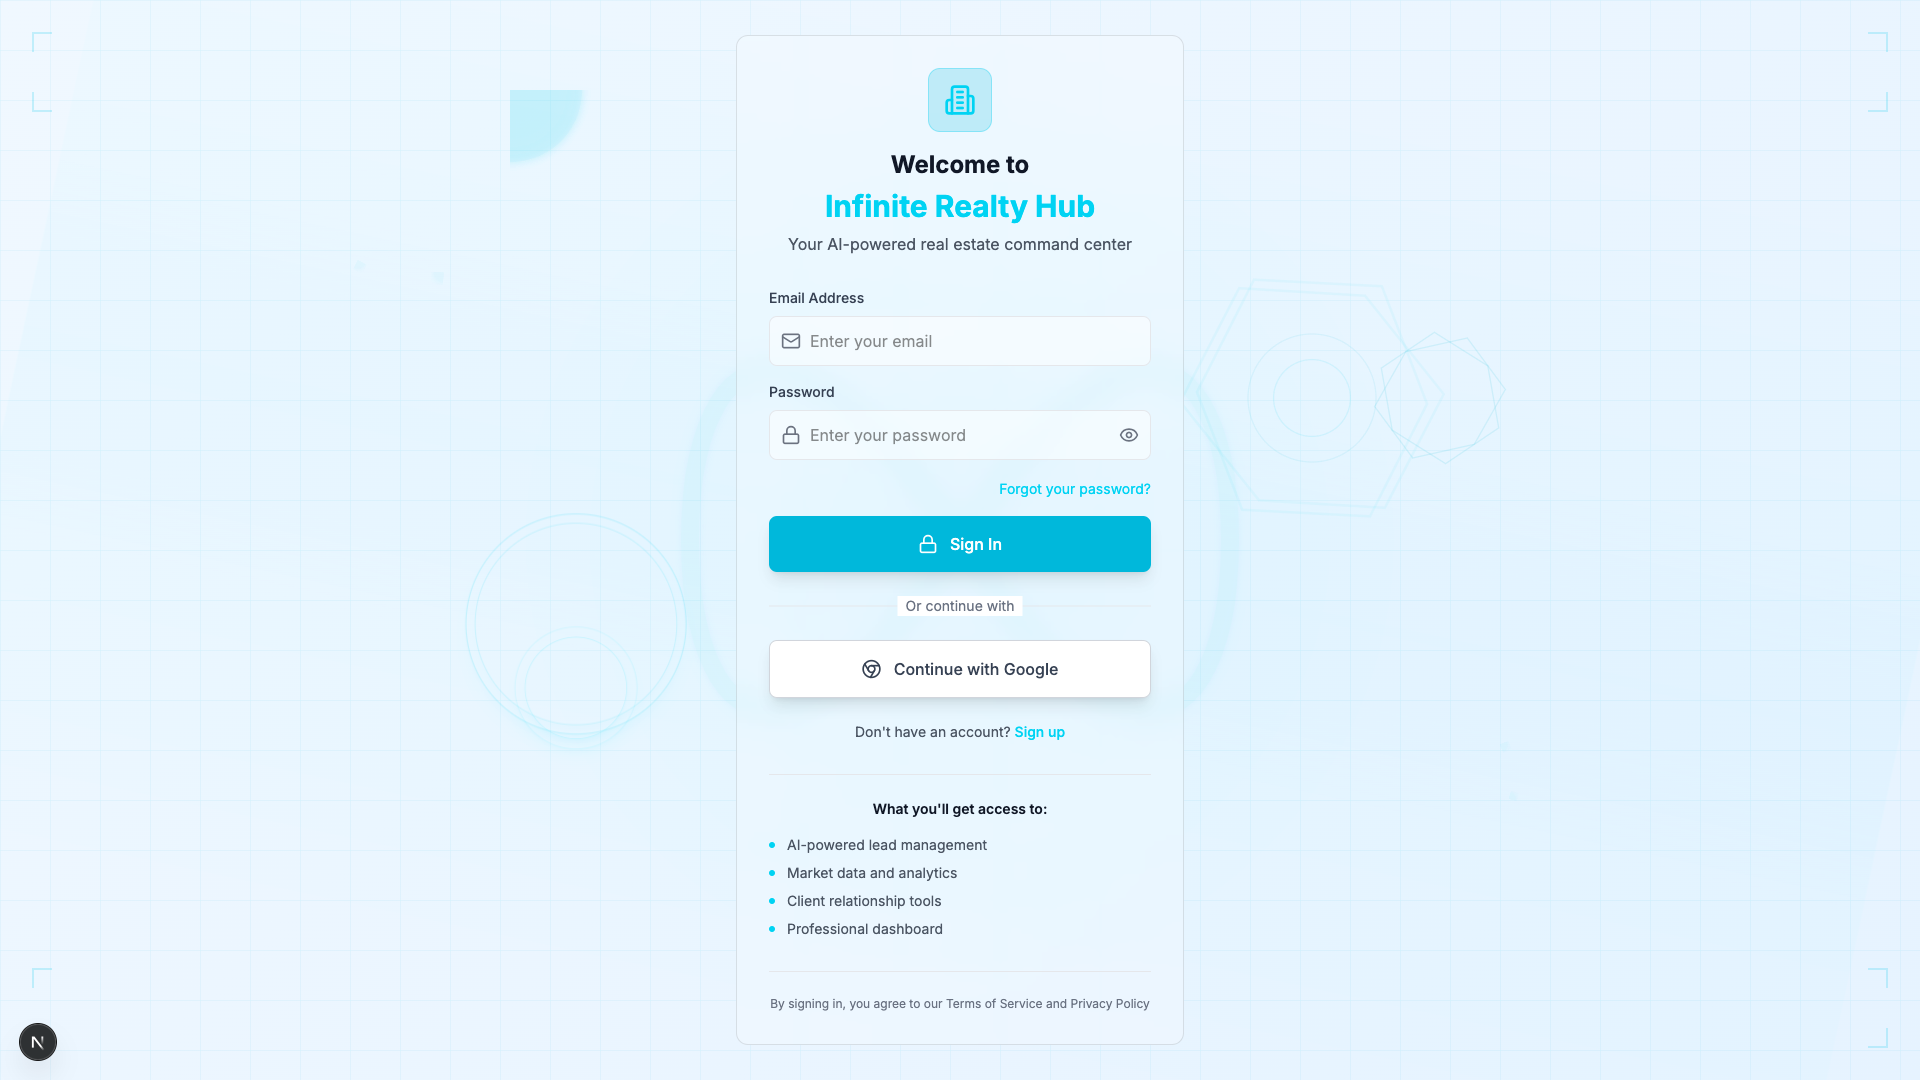 Welcome to
Infinite Realty Hub
Your AI-powered real estate command center
Email Address
Enter your email
Password
Enter your password
Forgot your password?
Sign In
Or continue with
Continue with Google
Don't have an account? Sign up
What you'll get access to:
AI-powered lead management
Market data and analytics
Client relationship tools
Professional dashboard
By signing in, you agree to our Terms of Service and Privacy Policy
N